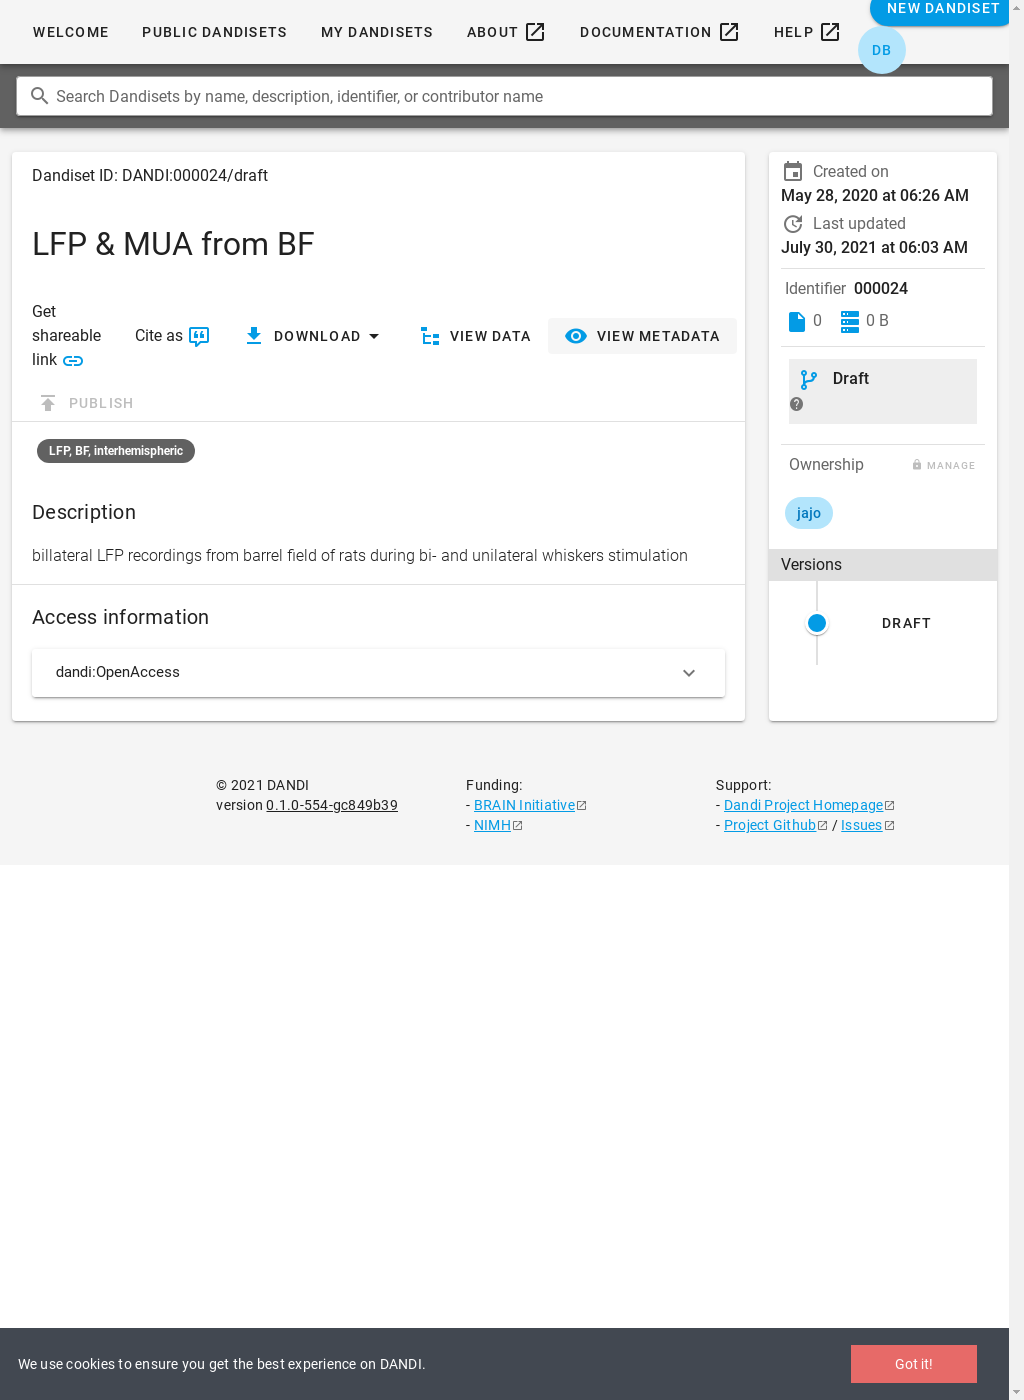 WELCOME
PUBLIC DANDISETS
MY DANDISETS
ABOUT
DOCUMENTATION
HELP
NEW DANDISET
DB
Search Dandisets by name, description, identifier, or contributor name
Dandiset ID: DANDI:000024/draft
LFP & MUA from BF
Get
shareable
link
Cite as
DOWNLOAD
VIEW DATA
VIEW METADATA
PUBLISH
LFP, BF, interhemispheric
Description
billateral LFP recordings from barrel field of rats during bi- and unilateral whiskers stimulation
Access information
dandi:OpenAccess
Created on
May 28, 2020 at 06:26 AM
Last updated
July 30, 2021 at 06:03 AM
Identifier 000024
0 0 B
Draft
Ownership
MANAGE
jajo
Versions
DRAFT
© 2021 DANDI
version 0.1.0-554-gc849b39
Funding:
- BRAIN Initiative
- NIMH
Support:
- Dandi Project Homepage
- Project Github / Issues
We use cookies to ensure you get the best experience on DANDI.
Got it!